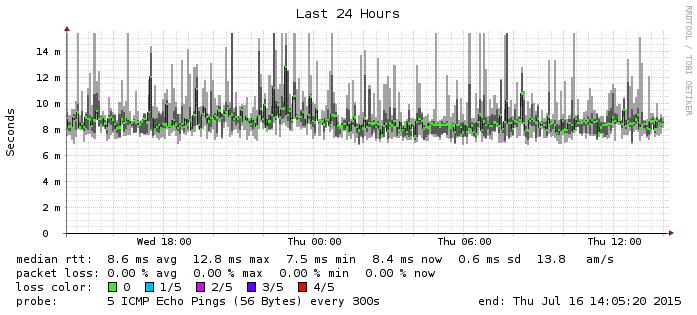 Last 24 Hours
RRDTOOL / TOBI OETIKER
Seconds
14 m
12 m
10 m
8 m
6 m
4 m
2 m
0
Wed 18:00 Thu 00:00 Thu 06:00 Thu 12:00
median rtt: 8.6 ms avg 12.8 ms max 7.5 ms min 8.4 ms now 0.6 ms sd 13.8 am/s
packet loss: 0.00 % avg 0.00 % max 0.00 % min 0.00 % now
loss color: 0 1/5 2/5 3/5 4/5
probe: 5 ICMP Echo Pings (56 Bytes) every 300s end: Thu Jul 16 14:05:20 2015